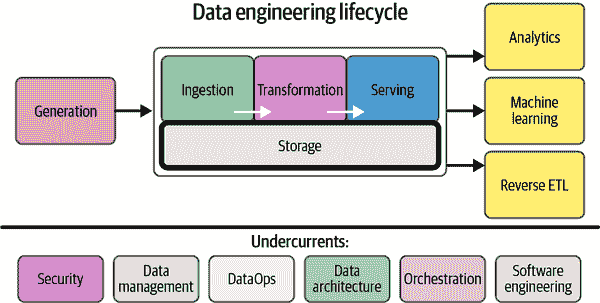 Data engineering lifecycle
Generation
Ingestion
Transformation
Serving
Storage
Analytics
Machine
learning
Reverse ETL
Undercurrents:
Security
Data
management
DataOps
Data
architecture
Orchestration
Software
engineering